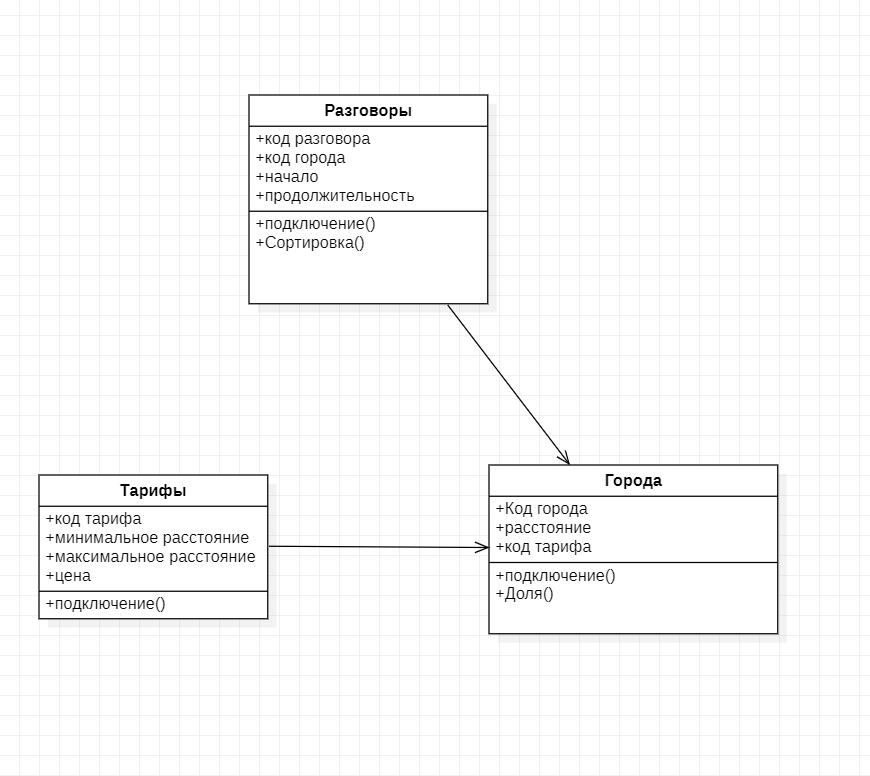 Разговоры
+код разговора
+код города
+начало
+продолжительность
+подключение()
+Сортировка()
Тарифы
+код тарифа
+минимальное расстояние
+максимальное расстояние
+цена
+подключение()
Города
+Код города
+расстояние
+код тарифа
+подключение()
+Доля()